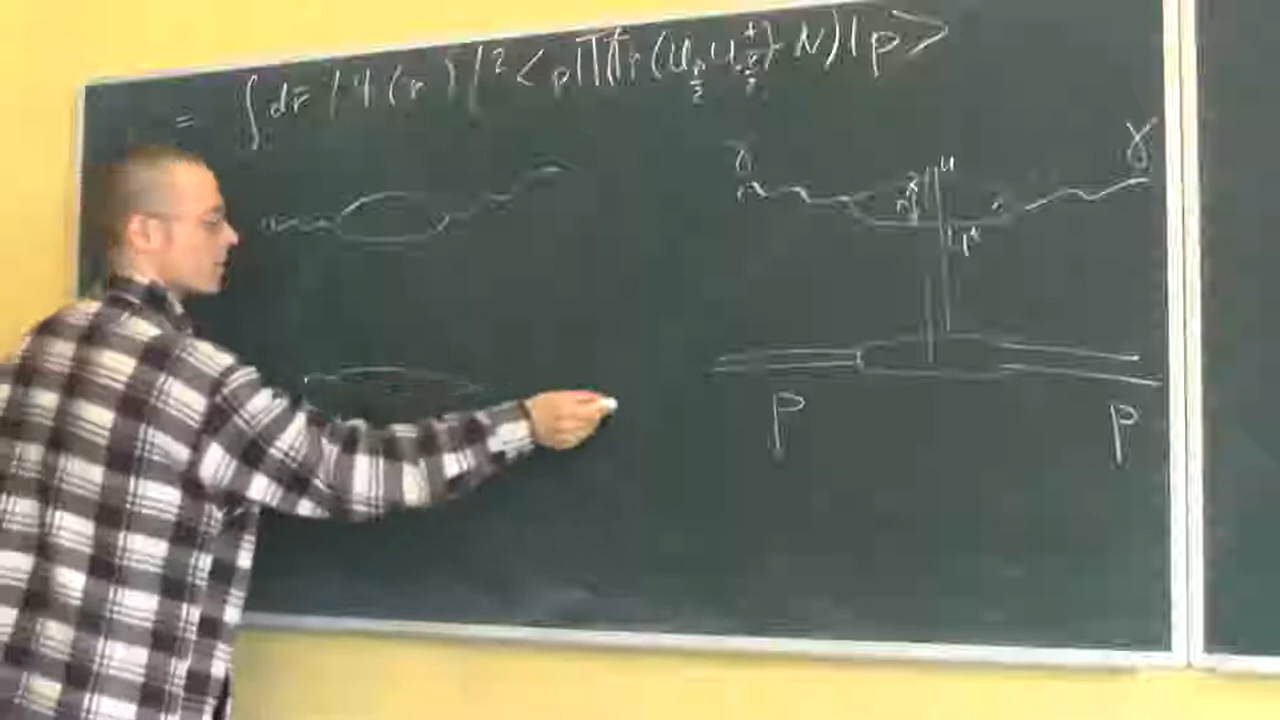 = ∫ dr |Ψ(r)|² <p|Tr(U_{r/2} U^+_{r/2} - N)|p>
γ γ
u
u⁺
p p